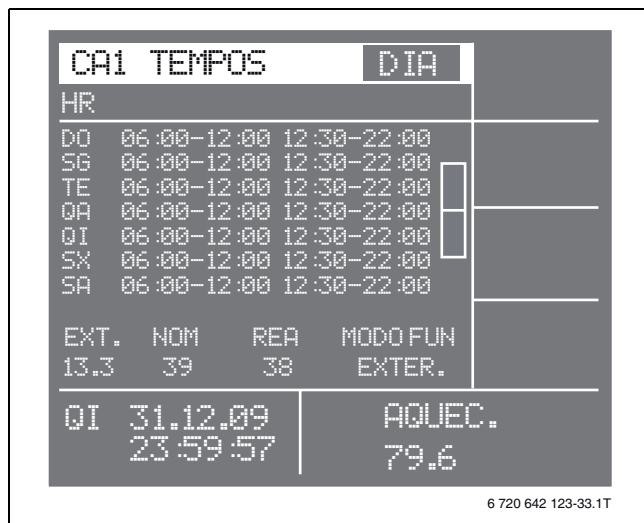 CA1 TEMPOS DIA
HR
DO 06:00-12:00 12:30-22:00
SG 06:00-12:00 12:30-22:00
TE 06:00-12:00 12:30-22:00
QA 06:00-12:00 12:30-22:00
QI 06:00-12:00 12:30-22:00
SX 06:00-12:00 12:30-22:00
SA 06:00-12:00 12:30-22:00
EXT. NOM REA MODO FUN
13.3 39 38 EXTER.
QI 31.12.09 AQUEC.
23:59:57 79.6
6 720 642 123-33.1T